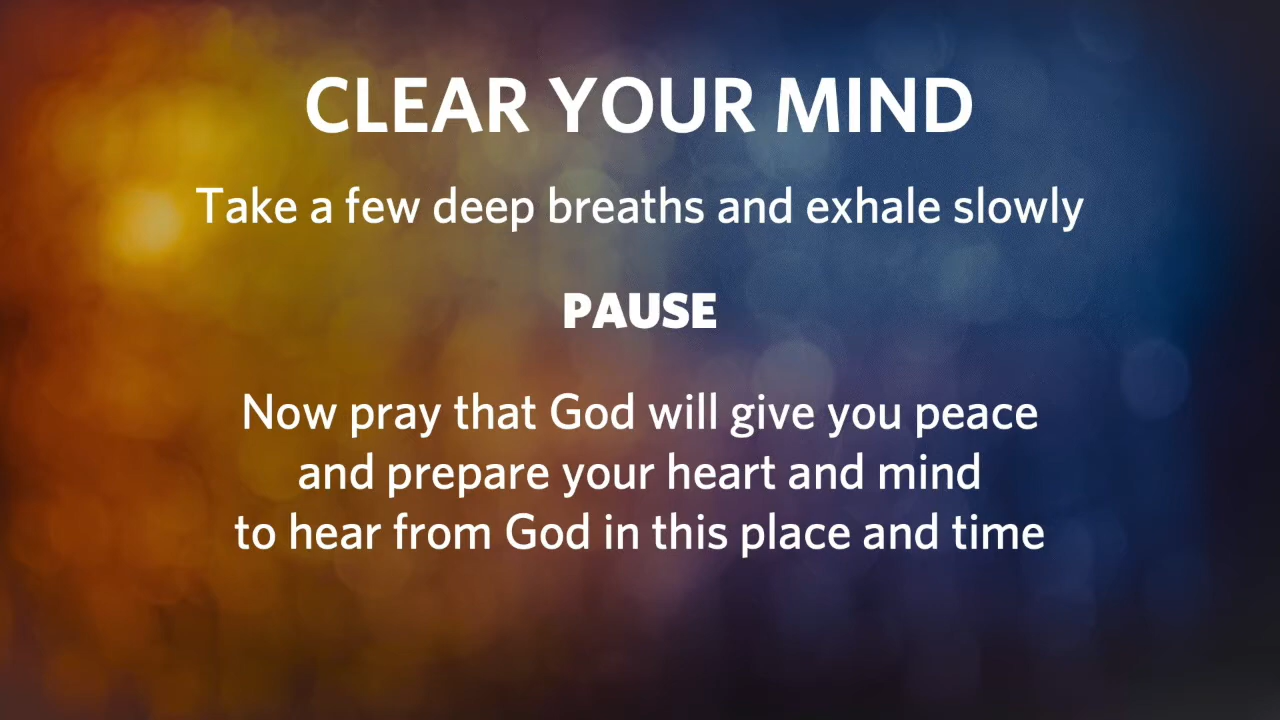 CLEAR YOUR MIND
Take a few deep breaths and exhale slowly
PAUSE
Now pray that God will give you peace
and prepare your heart and mind
to hear from God in this place and time